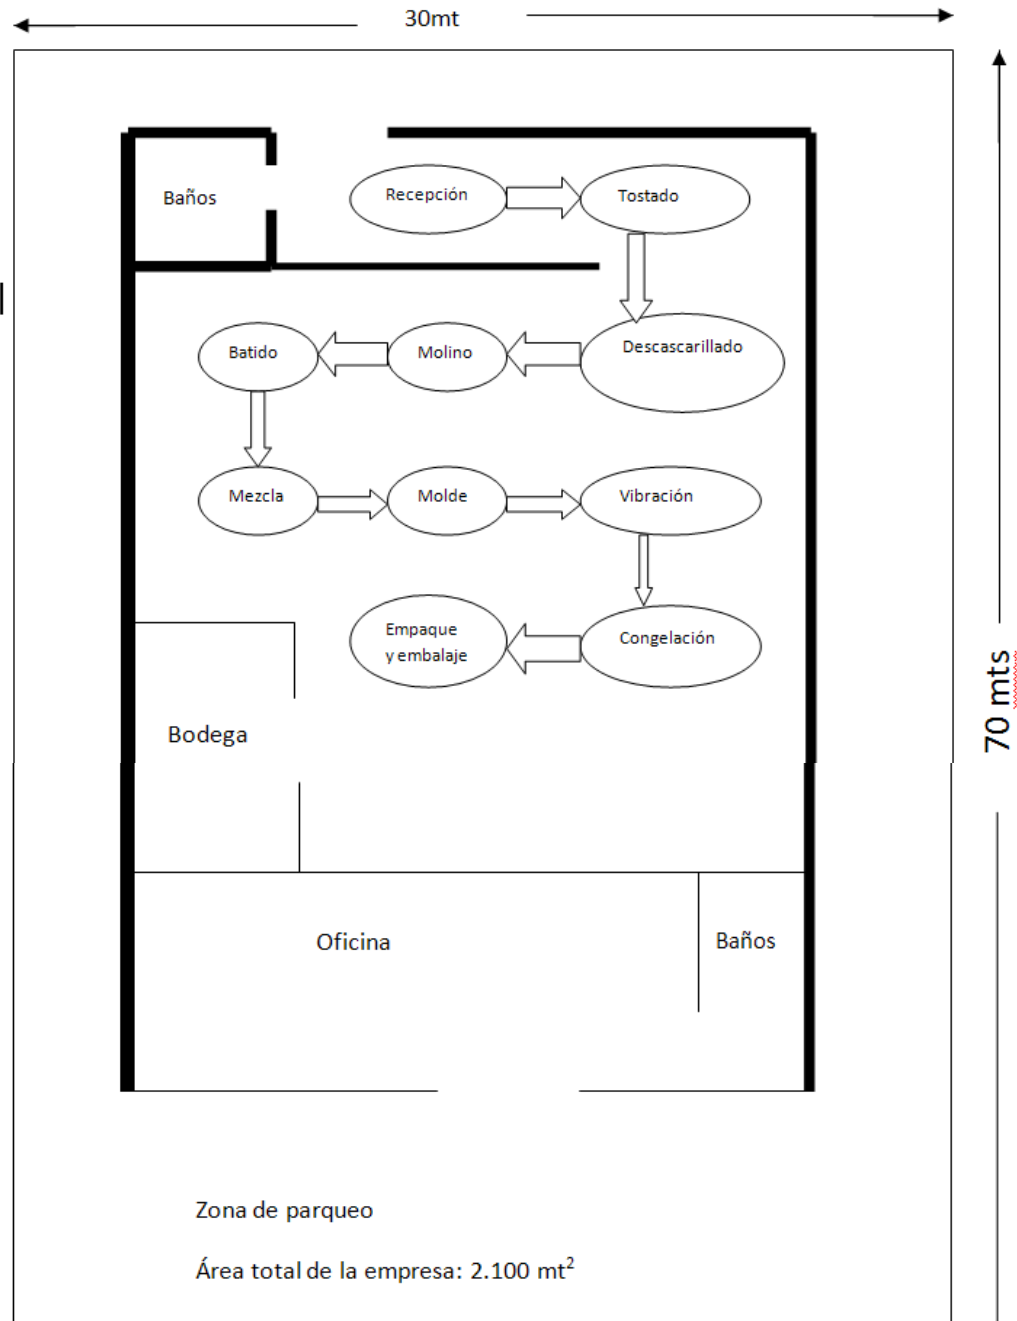 30mt
Baños
Recepción
Tostado
Batido
Molino
Descascarillado
Mezcla
Molde
Vibración
Empaque
y embalaje
Congelación
70 mts
Bodega
Oficina
Baños
Zona de parqueo
Área total de la empresa: 2.100 mt²